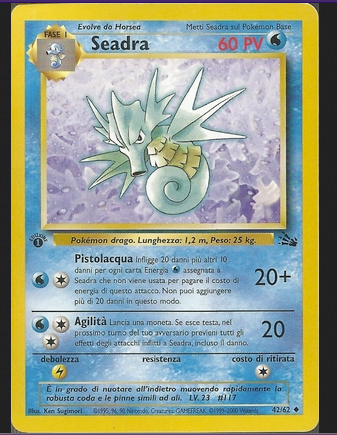 FASE 1
Evolve da Horsea
Metti Seadra sul Pokémon Base
Seadra
60 PV
EDIZIONE
1
Pokémon drago. Lunghezza: 1,2 m, Peso: 25 kg.
Pistolacqua Infligge 20 danni più altri 10
danni per ogni carta Energia assegnata a
Seadra che non viene usata per pagare il costo di
energia di questo attacco. Non puoi aggiungere
più di 20 danni in questo modo.
20+
Agilità Lancia una moneta. Se esce testa, nel
prossimo turno del tuo avversario previeni tutti gli
effetti degli attacchi inflitti a Seadra, incluso il danno.
20
debolezza resistenza costo di ritirata
È in grado di nuotare all'indietro muovendo rapidamente la
robusta coda e le pinne simili ad ali. LV. 23 #117
Illus. Ken Sugimori
©1995, 96, 98 Nintendo, Creatures, GAMEFREAK. ©1999-2000 Wizards.
42/62